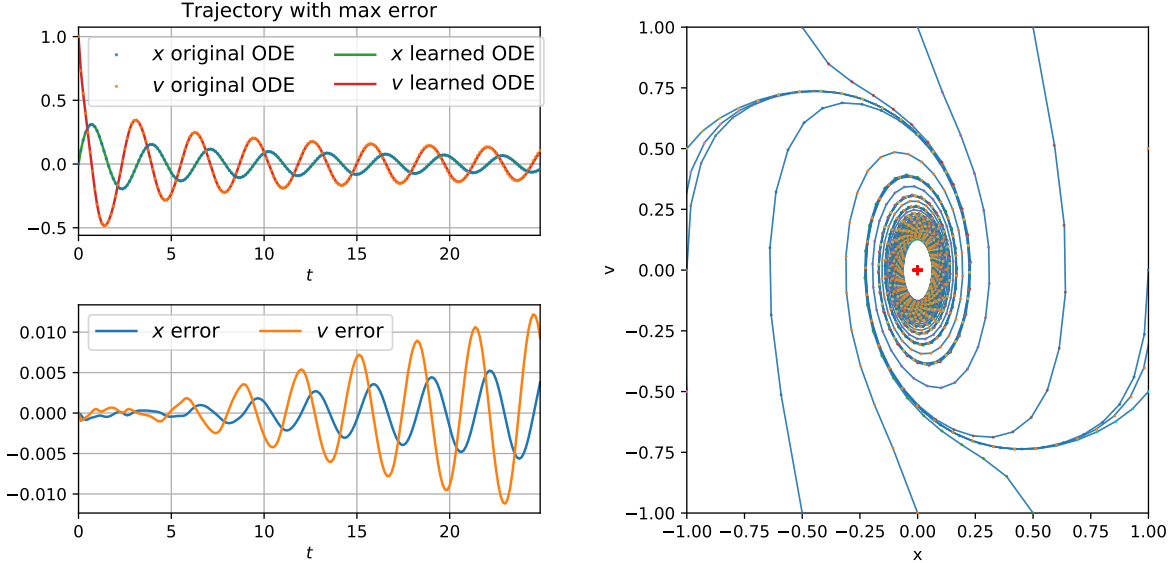 Trajectory with max error
1.0
0.5
0.0
−0.5
x original ODE
v original ODE
x learned ODE
v learned ODE
0 5 10 15 20
t
0.010
0.005
0.000
−0.005
−0.010
x error v error
0 5 10 15 20
t
1.00
0.75
0.50
0.25
0.00
−0.25
−0.50
−0.75
−1.00
v
−1.00 −0.75 −0.50 −0.25 0.00 0.25 0.50 0.75 1.00
x